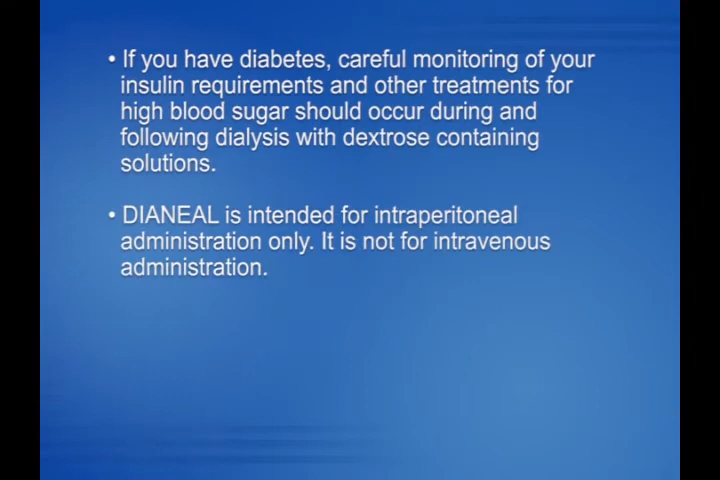 • If you have diabetes, careful monitoring of your
insulin requirements and other treatments for
high blood sugar should occur during and
following dialysis with dextrose containing
solutions.
• DIANEAL is intended for intraperitoneal
administration only. It is not for intravenous
administration.